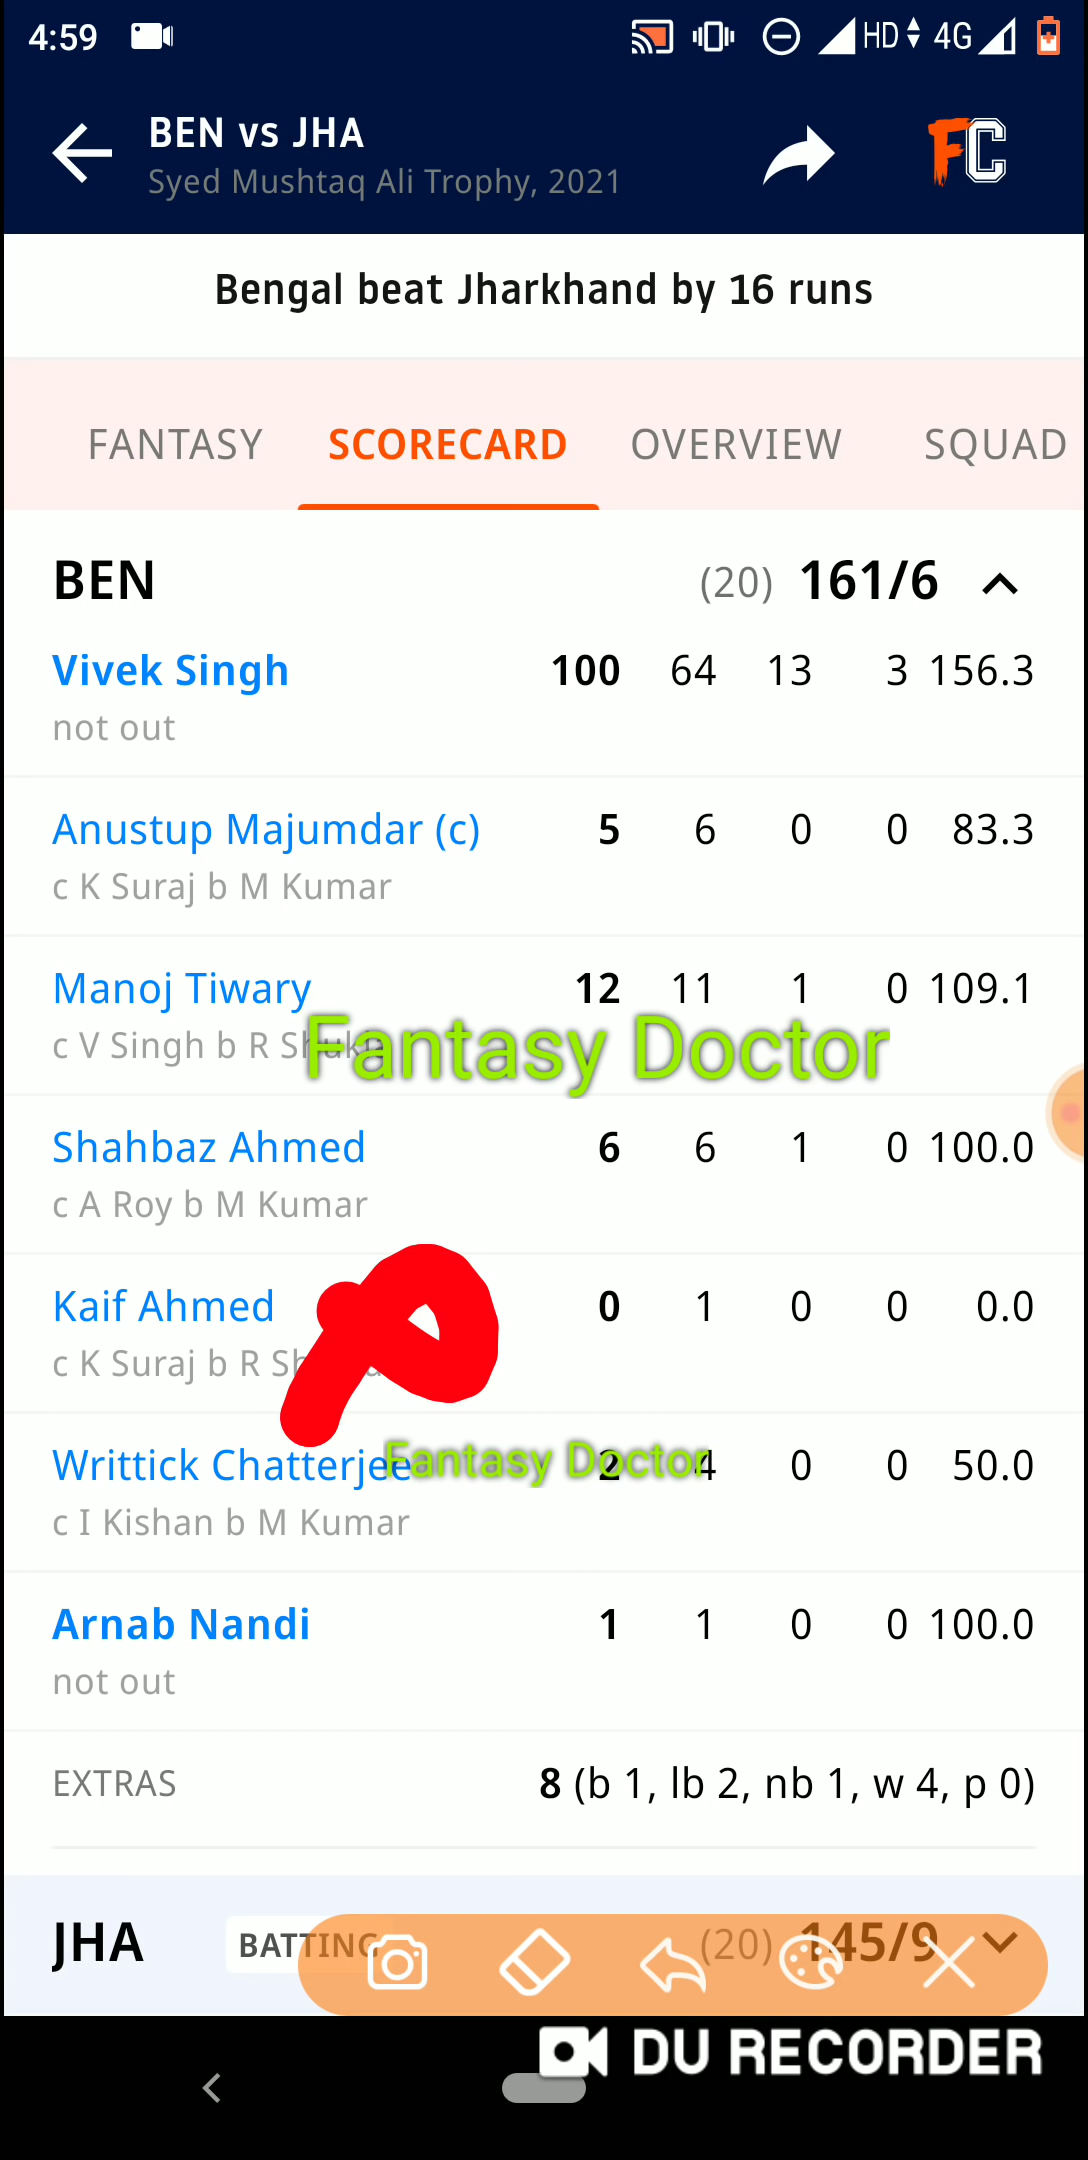 4:59 HD 4G
BEN vs JHA
Syed Mushtaq Ali Trophy, 2021
FC
Bengal beat Jharkhand by 16 runs
FANTASY SCORECARD OVERVIEW SQUAD
BEN (20) 161/6
Vivek Singh 100 64 13 3 156.3
not out
Anustup Majumdar (c) 5 6 0 0 83.3
c K Suraj b M Kumar
Manoj Tiwary 12 11 1 0 109.1
c V Singh b R
Fantasy Doctor
Shahbaz Ahmed 6 6 1 0 100.0
c A Roy b M Kumar
Kaif Ahmed 0 1 0 0 0.0
c K Suraj b R
Writtick Chatterjee 2 4 0 0 50.0
Fantasy Doctor
c I Kishan b M Kumar
Arnab Nandi 1 1 0 0 100.0
not out
EXTRAS 8 (b 1, lb 2, nb 1, w 4, p 0)
JHA BATTING (20) 145/9
DU RECORDER